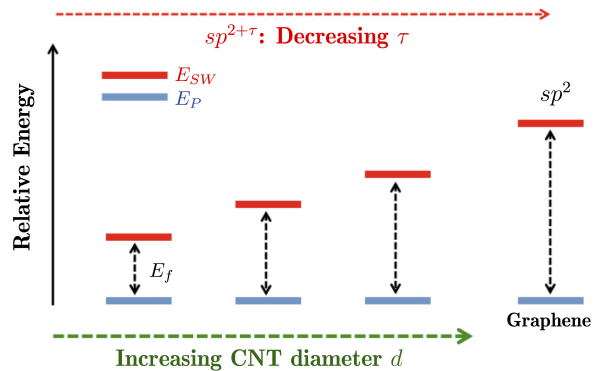 sp^{2+τ}: Decreasing τ
E_{SW}
E_P
sp^2
Relative Energy
E_f
Graphene
Increasing CNT diameter d